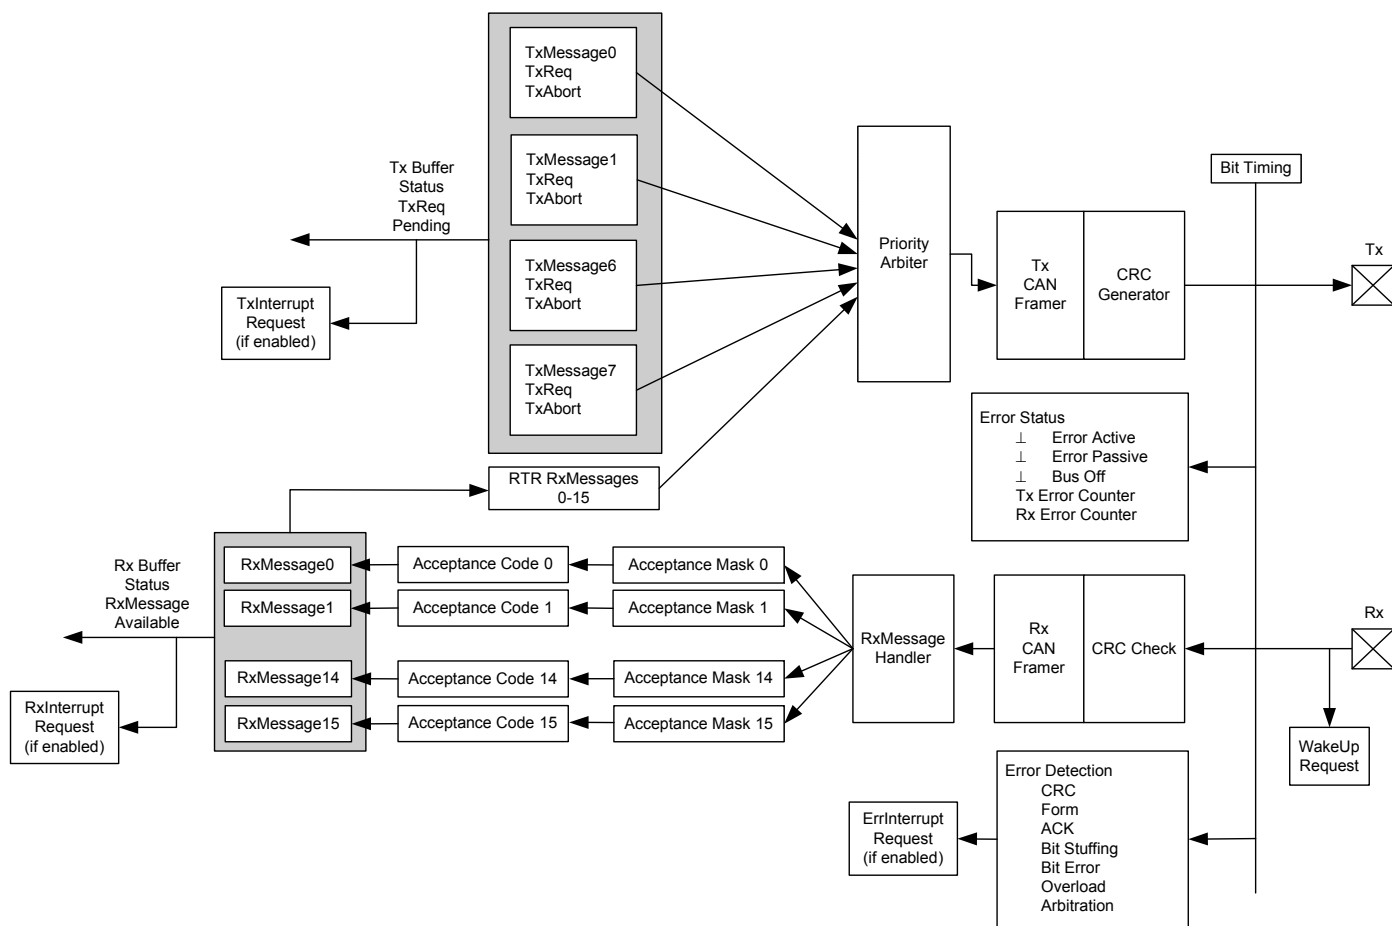 TxMessage0
TxReq
TxAbort
TxMessage1
TxReq
TxAbort
TxMessage6
TxReq
TxAbort
TxMessage7
TxReq
TxAbort
Tx Buffer
Status
TxReq
Pending
TxInterrupt
Request
(if enabled)
Priority
Arbiter
Tx
CAN
Framer
CRC
Generator
Bit Timing
Tx
Error Status
⊥ Error Active
⊥ Error Passive
⊥ Bus Off
Tx Error Counter
Rx Error Counter
RTR RxMessages
0-15
Rx Buffer
Status
RxMessage
Available
RxInterrupt
Request
(if enabled)
RxMessage0
Acceptance Code 0
Acceptance Mask 0
RxMessage1
Acceptance Code 1
Acceptance Mask 1
RxMessage14
Acceptance Code 14
Acceptance Mask 14
RxMessage15
Acceptance Code 15
Acceptance Mask 15
RxMessage
Handler
Rx
CAN
Framer
CRC Check
Rx
WakeUp
Request
ErrInterrupt
Request
(if enabled)
Error Detection
CRC
Form
ACK
Bit Stuffing
Bit Error
Overload
Arbitration